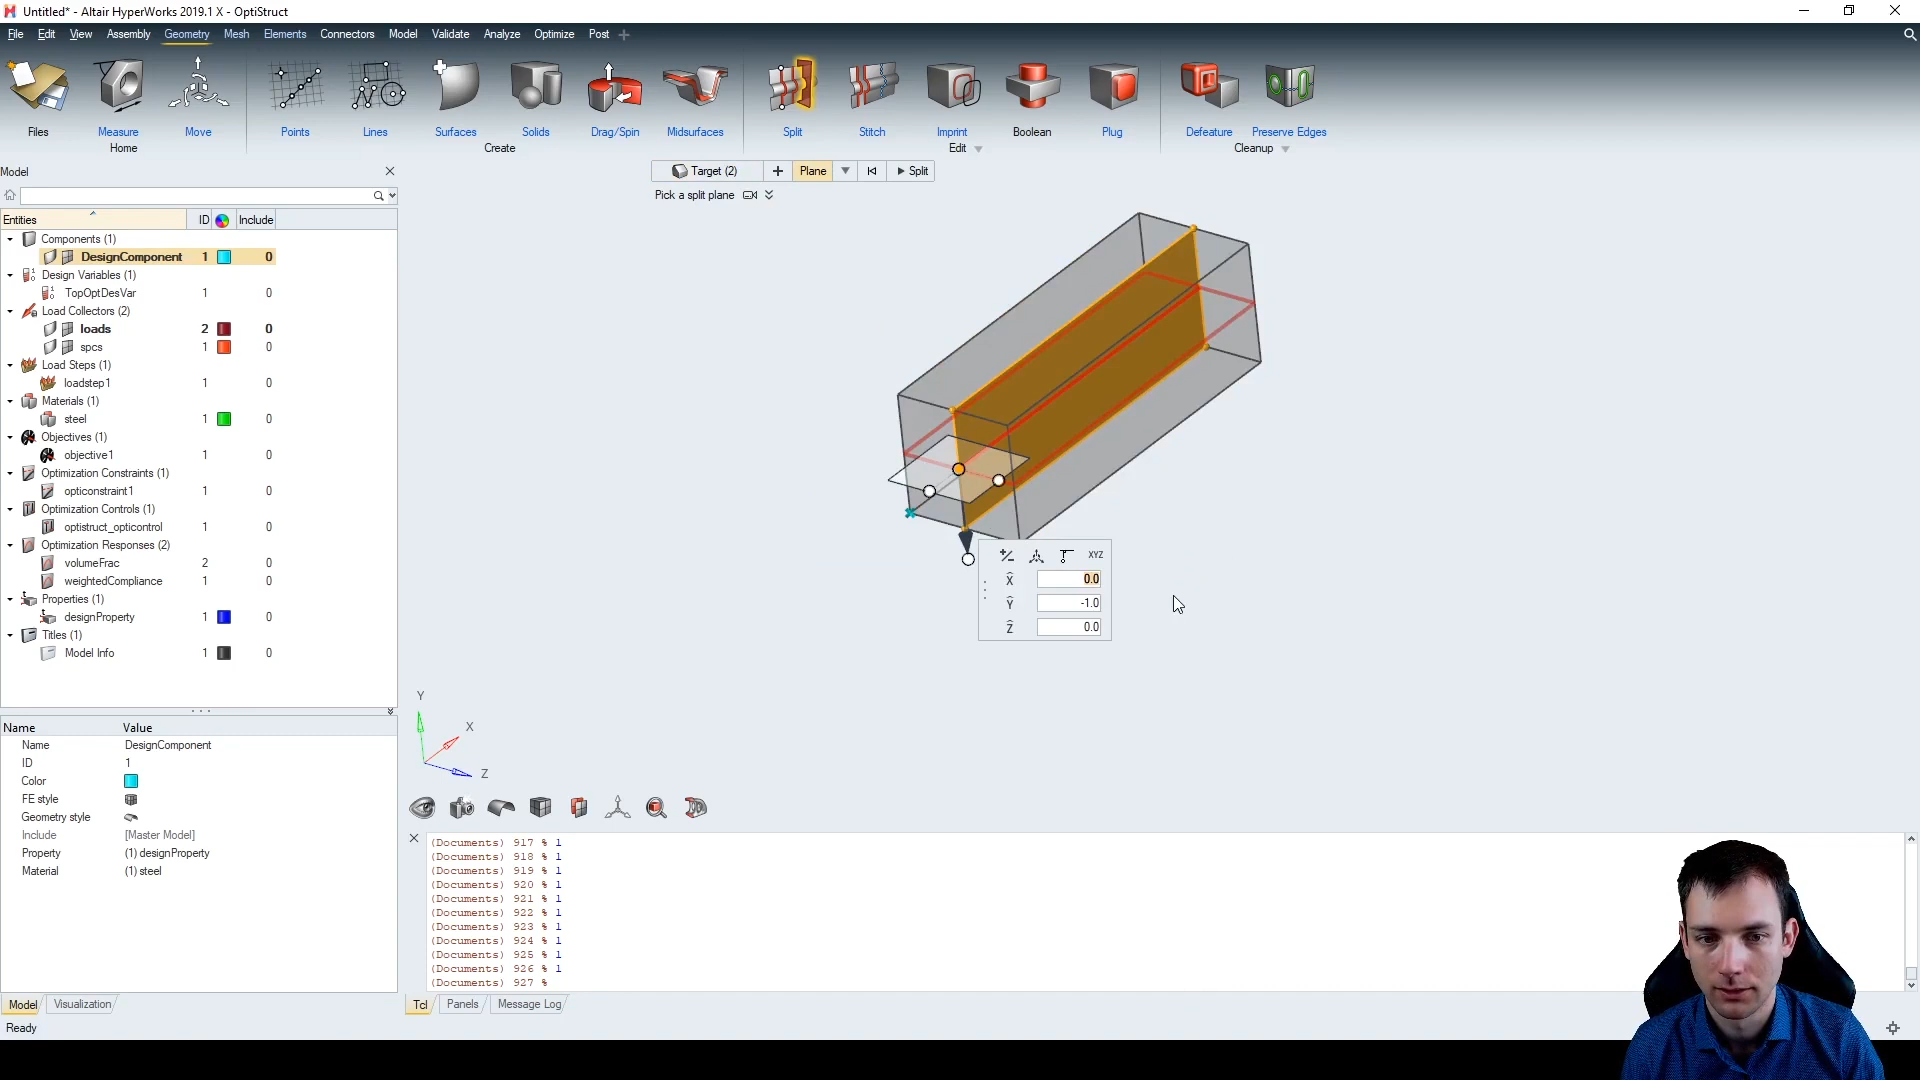 Untitled* - Altair HyperWorks 2019.1 X - OptiStruct
File Edit View Assembly Geometry Mesh Elements Connectors Model Validate Analyze Optimize Post
Files Measure Move Points Lines Surfaces Solids Drag/Spin Midsurfaces Split Stitch Imprint Boolean Plug Defeature Preserve Edges
Home Create Edit Cleanup
Model
Target (2) Plane Split
Pick a split plane
Entities ID Include
Components (1)
DesignComponent 1 0
Design Variables (1)
TopOptDesVar 1 0
Load Collectors (2)
loads 2 0
spcs 1 0
Load Steps (1)
loadstep1 1 0
Materials (1)
steel 1 0
Objectives (1)
objective1 1 0
Optimization Constraints (1)
opticonstraint1 1 0
Optimization Controls (1)
optistruct_opticontrol 1 0
Optimization Responses (2)
volumeFrac 2 0
weightedCompliance 1 0
Properties (1)
designProperty 1 0
Titles (1)
Model Info 1 0
XYZ
X 0.0
Y -1.0
Z 0.0
Y
X
Z
Name Value
Name DesignComponent
ID 1
Color
FE style
Geometry style
Include [Master Model]
Property (1) designProperty
Material (1) steel
(Documents) 917 % 1
(Documents) 918 % 1
(Documents) 919 % 1
(Documents) 920 % 1
(Documents) 921 % 1
(Documents) 922 % 1
(Documents) 923 % 1
(Documents) 924 % 1
(Documents) 925 % 1
(Documents) 926 % 1
(Documents) 927 %
Model Visualization
Tcl Panels Message Log
Ready